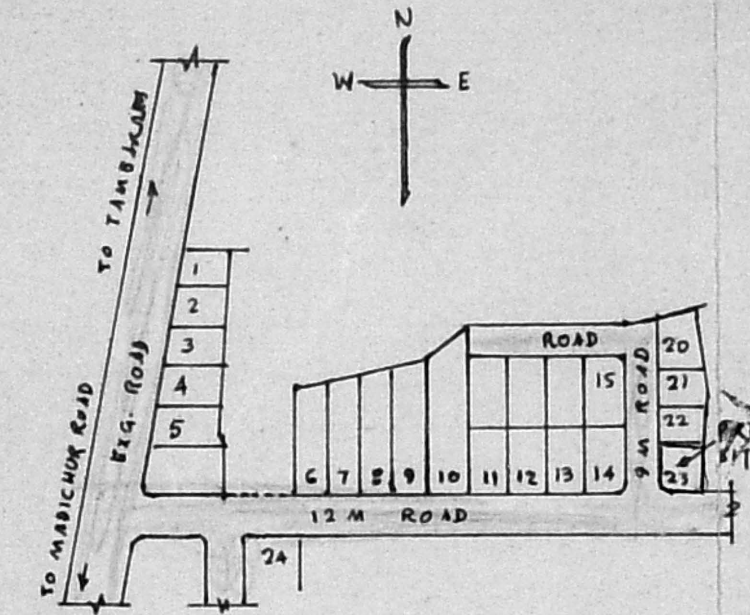 N
W E
TO TAMBARAM
EXG. ROAD
TO MADICHUR ROAD
1
2
3
4
5
ROAD
9 M ROAD
15
20
21
22
23
6 7 8 9 10 11 12 13 14
12 M ROAD
24